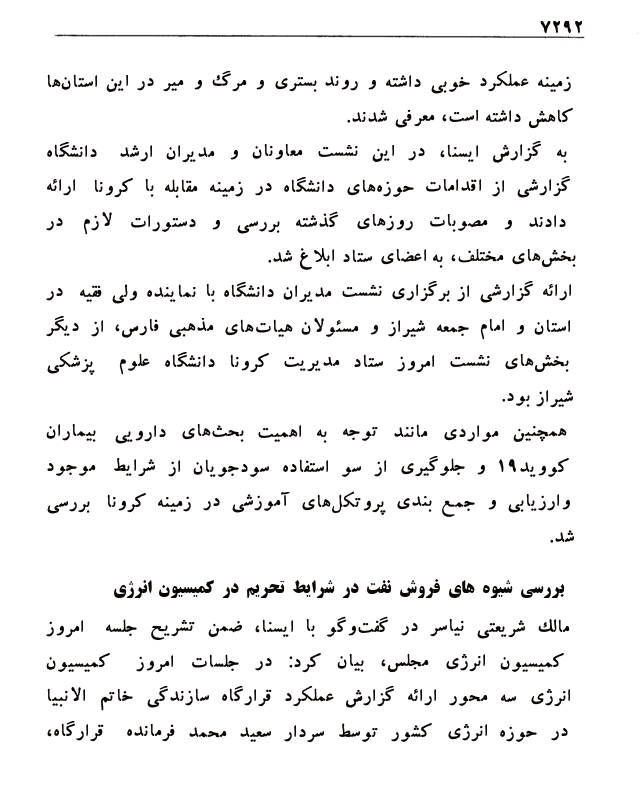 ۷۲۹۲
زمینه عملکرد خوبی داشته و روند بستری و مرگ و میر در این استان‌ها
کاهش داشته است، معرفی شدند.
به گزارش ایسنا، در این نشست معاونان و مدیران ارشد دانشگاه
گزارشی از اقدامات حوزه‌های دانشگاه در زمینه مقابله با کرونا ارائه
دادند و مصوبات روزهای گذشته بررسی و دستورات لازم در
بخش‌های مختلف، به اعضای ستاد ابلاغ شد.
ارائه گزارشی از برگزاری نشست مدیران دانشگاه با نماینده ولی فقیه در
استان و امام جمعه شیراز و مسئولان هیات‌های مذهبی فارس، از دیگر
بخش‌های نشست امروز ستاد مدیریت کرونا دانشگاه علوم پزشکی
شیراز بود.
همچنین مواردی مانند توجه به اهمیت بحث‌های دارویی بیماران
کووید۱۹ و جلوگیری از سو استفاده سودجویان از شرایط موجود
وارزیابی و جمع بندی پروتکل‌های آموزشی در زمینه کرونا بررسی
شد.
بررسی شیوه های فروش نفت در شرایط تحریم در کمیسیون انرژی
مالک شریعتی نیاسر در گفت‌وگو با ایسنا، ضمن تشریح جلسه امروز
کمیسیون انرژی مجلس، بیان کرد: در جلسات امروز کمیسیون
انرژی سه محور ارائه گزارش عملکرد قرارگاه سازندگی خاتم الانبیا
در حوزه انرژی کشور توسط سردار سعید محمد فرمانده قرارگاه،